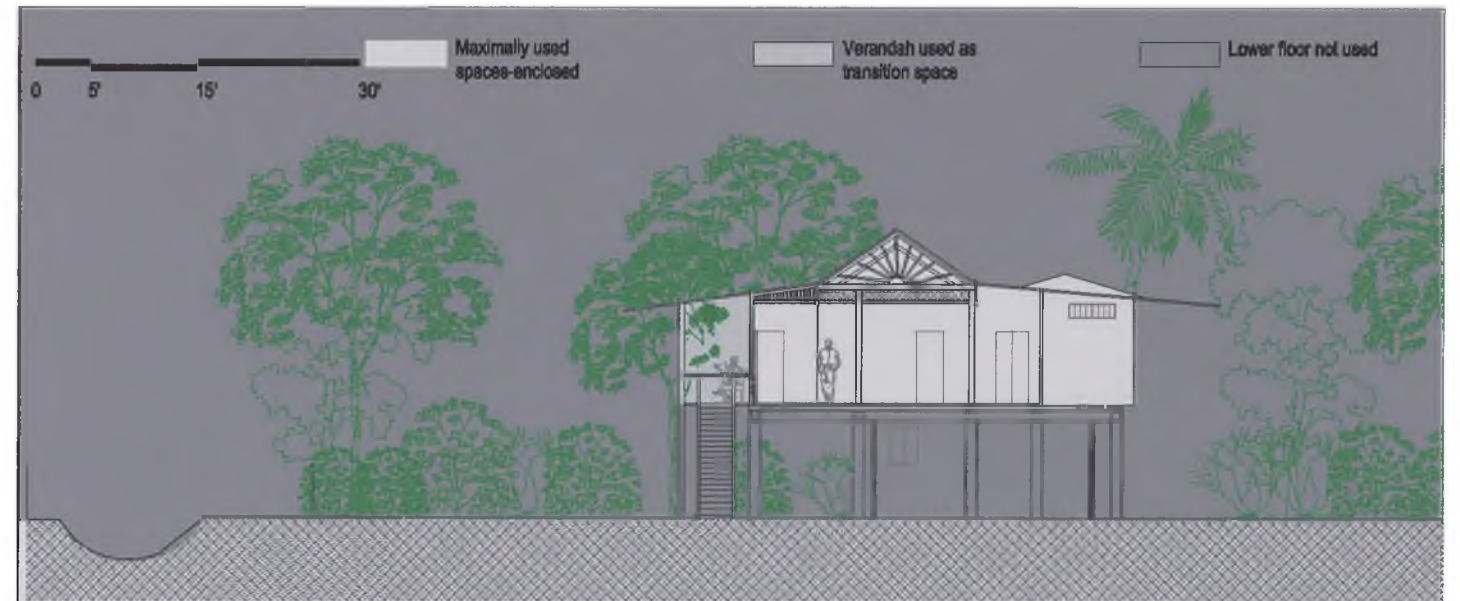 Maximally used
spaces-enclosed
Verandah used as
transition space
Lower floor not used
0 5' 15' 30'